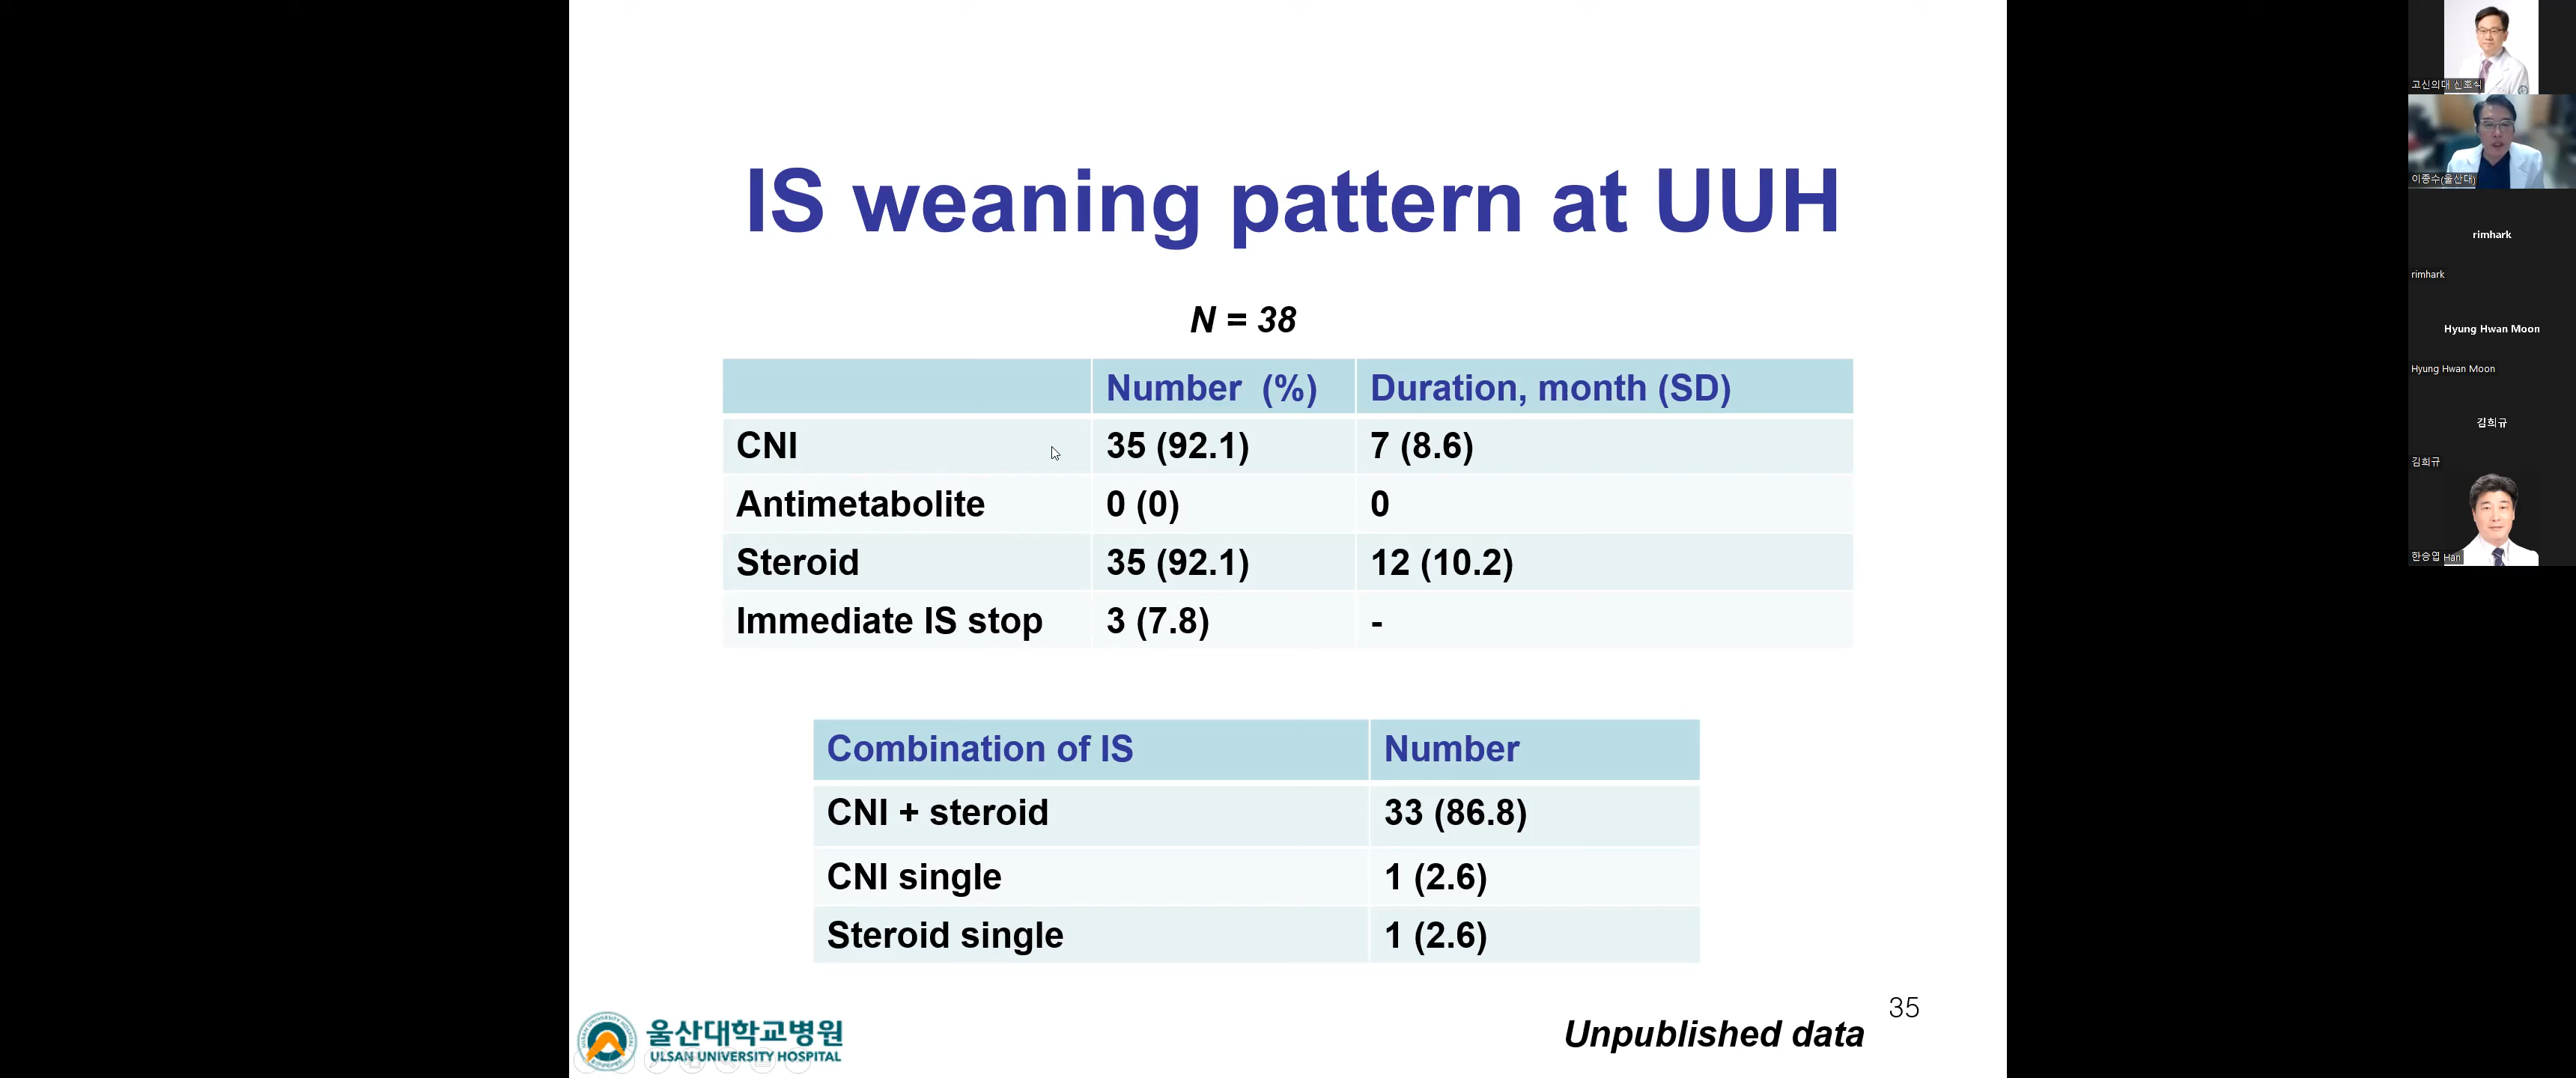 IS weaning pattern at UUH
N = 38
Number (%) Duration, month (SD)
CNI 35 (92.1) 7 (8.6)
Antimetabolite 0 (0) 0
Steroid 35 (92.1) 12 (10.2)
Immediate IS stop 3 (7.8) -
Combination of IS Number
CNI + steroid 33 (86.8)
CNI single 1 (2.6)
Steroid single 1 (2.6)
울산대학교병원
ULSAN UNIVERSITY HOSPITAL
Unpublished data
35
고신의대 신호식
이종수(울산대)
rimhark
rimhark
Hyung Hwan Moon
Hyung Hwan Moon
김희규
김희규
한승엽 Han